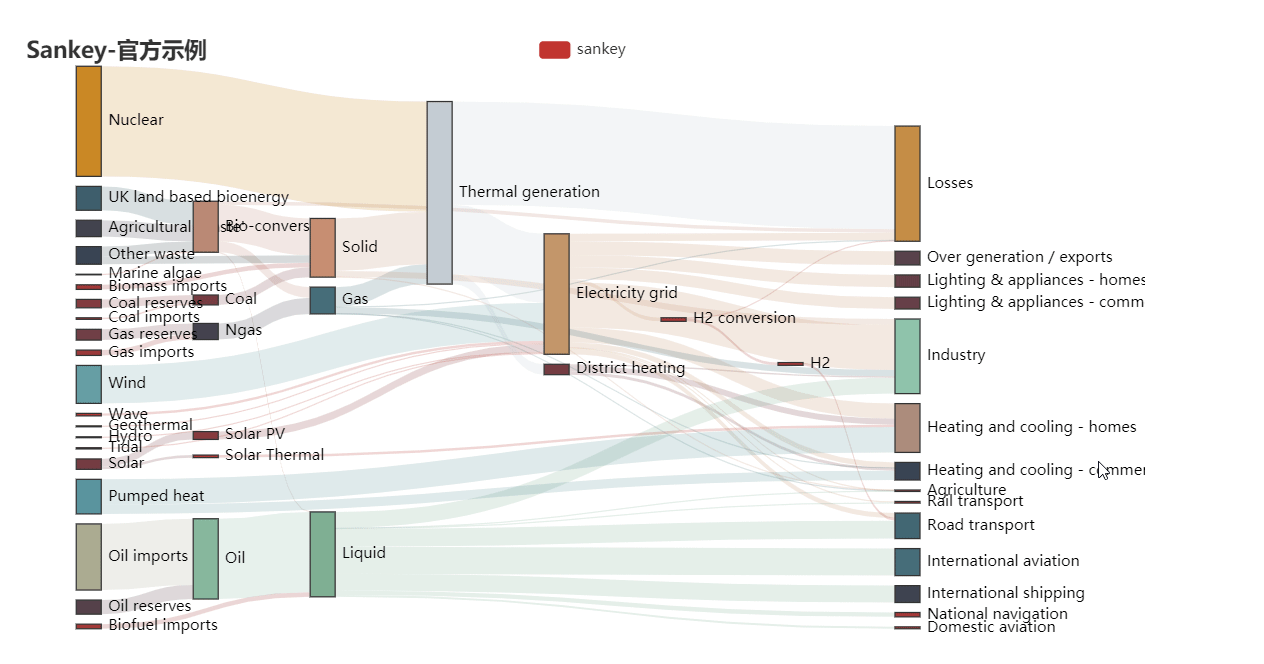 Sankey-官方示例
sankey
Nuclear
UK land based bioenergy
Agricultural 'waste'
Other waste
Marine algae
Biomass imports
Coal reserves
Coal imports
Gas reserves
Gas imports
Wind
Wave
Geothermal
Hydro
Tidal
Solar
Pumped heat
Oil imports
Oil reserves
Biofuel imports
Bio-convers
Coal
Ngas
Solar PV
Solar Thermal
Oil
Solid
Gas
Liquid
Thermal generation
Electricity grid
District heating
H2 conversion
H2
Losses
Over generation / exports
Lighting & appliances - homes
Lighting & appliances - comm
Industry
Heating and cooling - homes
Heating and cooling - commer
Agriculture
Rail transport
Road transport
International aviation
International shipping
National navigation
Domestic aviation